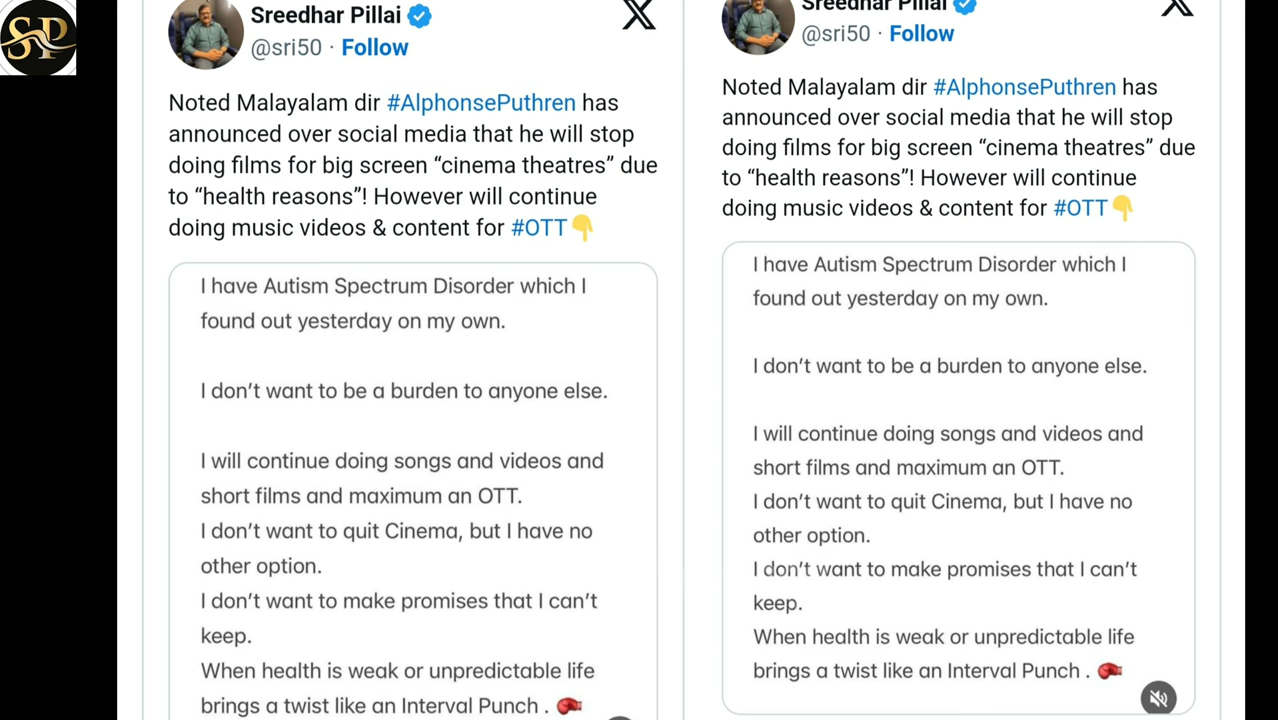 SP
Sreedhar Pillai
@sri50 · Follow
Noted Malayalam dir #AlphonsePuthren has
announced over social media that he will stop
doing films for big screen “cinema theatres” due
to “health reasons”! However will continue
doing music videos & content for #OTT👇
I have Autism Spectrum Disorder which I
found out yesterday on my own.
I don’t want to be a burden to anyone else.
I will continue doing songs and videos and
short films and maximum an OTT.
I don’t want to quit Cinema, but I have no
other option.
I don’t want to make promises that I can’t
keep.
When health is weak or unpredictable life
brings a twist like an Interval Punch . 🥊
Sreedhar Pillai
@sri50 · Follow
Noted Malayalam dir #AlphonsePuthren has
announced over social media that he will stop
doing films for big screen “cinema theatres” due
to “health reasons”! However will continue
doing music videos & content for #OTT👇
I have Autism Spectrum Disorder which I
found out yesterday on my own.
I don’t want to be a burden to anyone else.
I will continue doing songs and videos and
short films and maximum an OTT.
I don’t want to quit Cinema, but I have no
other option.
I don’t want to make promises that I can’t
keep.
When health is weak or unpredictable life
brings a twist like an Interval Punch . 🥊